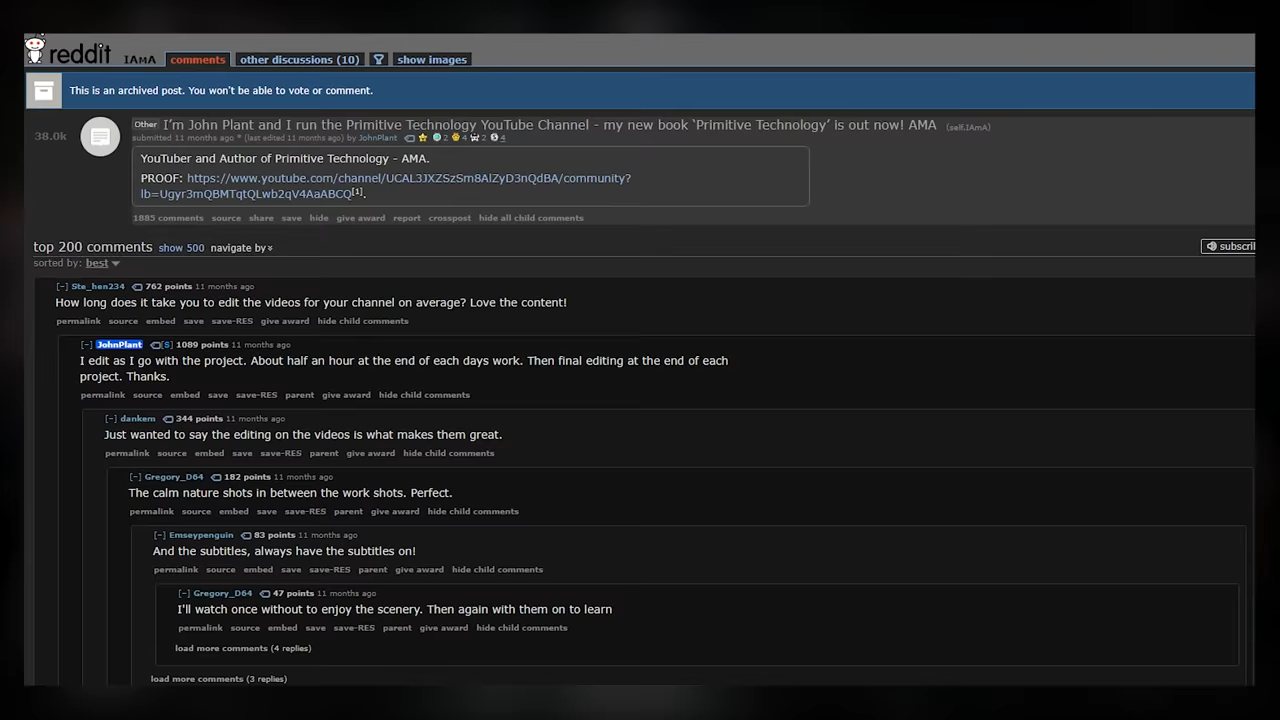 reddit IAMA comments other discussions (10) show images
This is an archived post. You won't be able to vote or comment.
38.0k
Other I'm John Plant and I run the Primitive Technology YouTube Channel - my new book 'Primitive Technology' is out now! AMA (self.IAmA)
submitted 11 months ago * (last edited 11 months ago) by JohnPlant 2 4 2 4
YouTuber and Author of Primitive Technology - AMA.
PROOF: https://www.youtube.com/channel/UCAL3JXZSzSm8AlZyD3nQdBA/community?
lb=Ugyr3mQBMTqtQLwb2qV4AaABCQ[1].
1885 comments source share save hide give award report crosspost hide all child comments
top 200 comments show 500 navigate by
subscril
sorted by: best
[-] Ste_hen234 762 points 11 months ago
How long does it take you to edit the videos for your channel on average? Love the content!
permalink source embed save save-RES give award hide child comments
[-] JohnPlant [S] 1089 points 11 months ago
I edit as I go with the project. About half an hour at the end of each days work. Then final editing at the end of each
project. Thanks.
permalink source embed save save-RES parent give award hide child comments
[-] dankem 344 points 11 months ago
Just wanted to say the editing on the videos is what makes them great.
permalink source embed save save-RES parent give award hide child comments
[-] Gregory_D64 182 points 11 months ago
The calm nature shots in between the work shots. Perfect.
permalink source embed save save-RES parent give award hide child comments
[-] Emseypenguin 83 points 11 months ago
And the subtitles, always have the subtitles on!
permalink source embed save save-RES parent give award hide child comments
[-] Gregory_D64 47 points 11 months ago
I'll watch once without to enjoy the scenery. Then again with them on to learn
permalink source embed save save-RES parent give award hide child comments
load more comments (4 replies)
load more comments (3 replies)